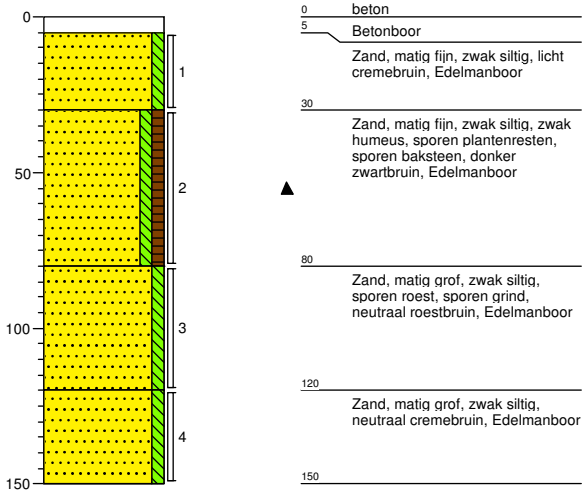 0
50
100
150
1
2
3
4
0 beton
5 Betonboor
Zand, matig fijn, zwak siltig, licht
cremebruin, Edelmanboor
30
Zand, matig fijn, zwak siltig, zwak
humeus, sporen plantenresten,
sporen baksteen, donker
zwartbruin, Edelmanboor
80
Zand, matig grof, zwak siltig,
sporen roest, sporen grind,
neutraal roestbruin, Edelmanboor
120
Zand, matig grof, zwak siltig,
neutraal cremebruin, Edelmanboor
150